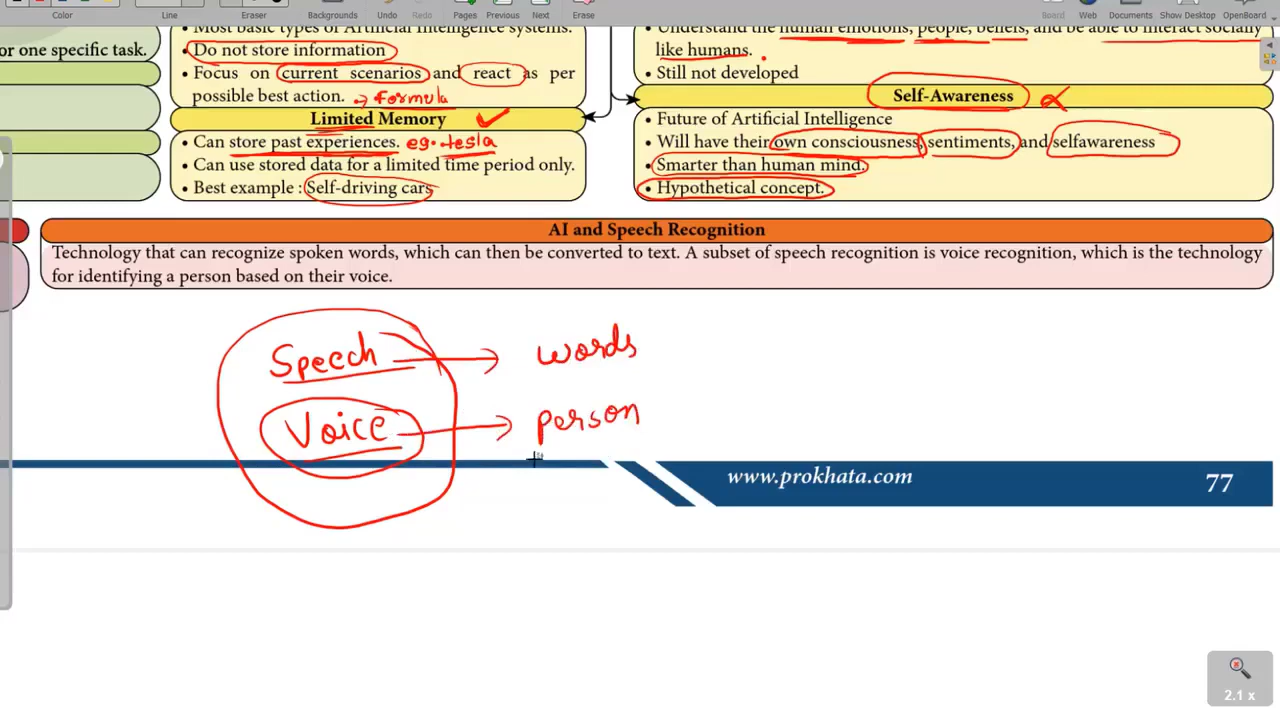 Color Line Eraser Backgrounds Undo Redo Pages Previous Next Erase Board Web Documents Show Desktop OpenBoard
or one specific task.
• Most basic types of Artificial Intelligence systems.
• Do not store information
• Focus on current scenarios and react as per
possible best action. → formula
Limited Memory
• Can store past experiences. eg. tesla
• Can use stored data for a limited time period only.
• Best example : Self-driving cars
• Understand the human emotions, people, beliefs, and be able to interact socially
like humans.
• Still not developed
Self-Awareness
• Future of Artificial Intelligence
• Will have their own consciousness, sentiments, and selfawareness
• Smarter than human mind.
• Hypothetical concept.
AI and Speech Recognition
Technology that can recognize spoken words, which can then be converted to text. A subset of speech recognition is voice recognition, which is the technology
for identifying a person based on their voice.
Speech → words
Voice → person
www.prokhata.com 77
2.1 x